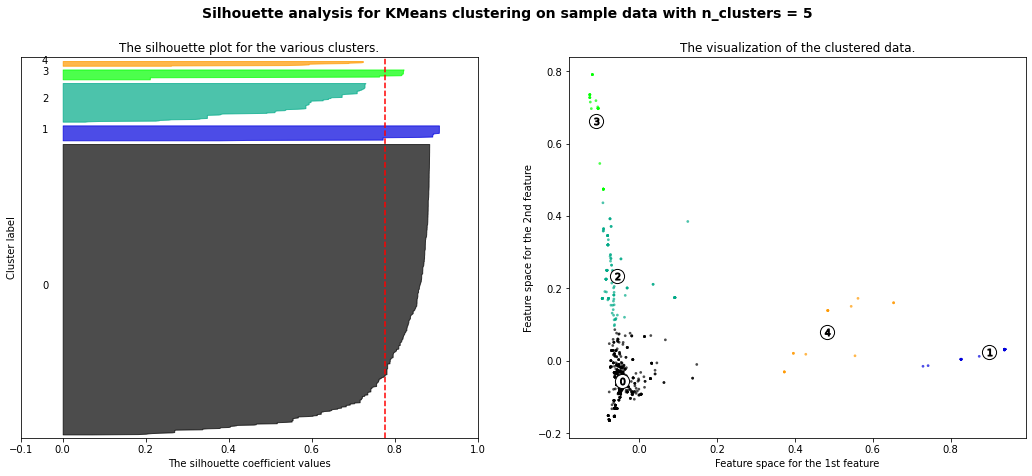 Silhouette analysis for KMeans clustering on sample data with n_clusters = 5
The silhouette plot for the various clusters.
4
3
2
1
0
Cluster label
−0.1 0.0 0.2 0.4 0.6 0.8 1.0
The silhouette coefficient values
The visualization of the clustered data.
0.8
0.6
0.4
0.2
0.0
−0.2
Feature space for the 2nd feature
3
2
4
1
0
0.0 0.2 0.4 0.6 0.8
Feature space for the 1st feature